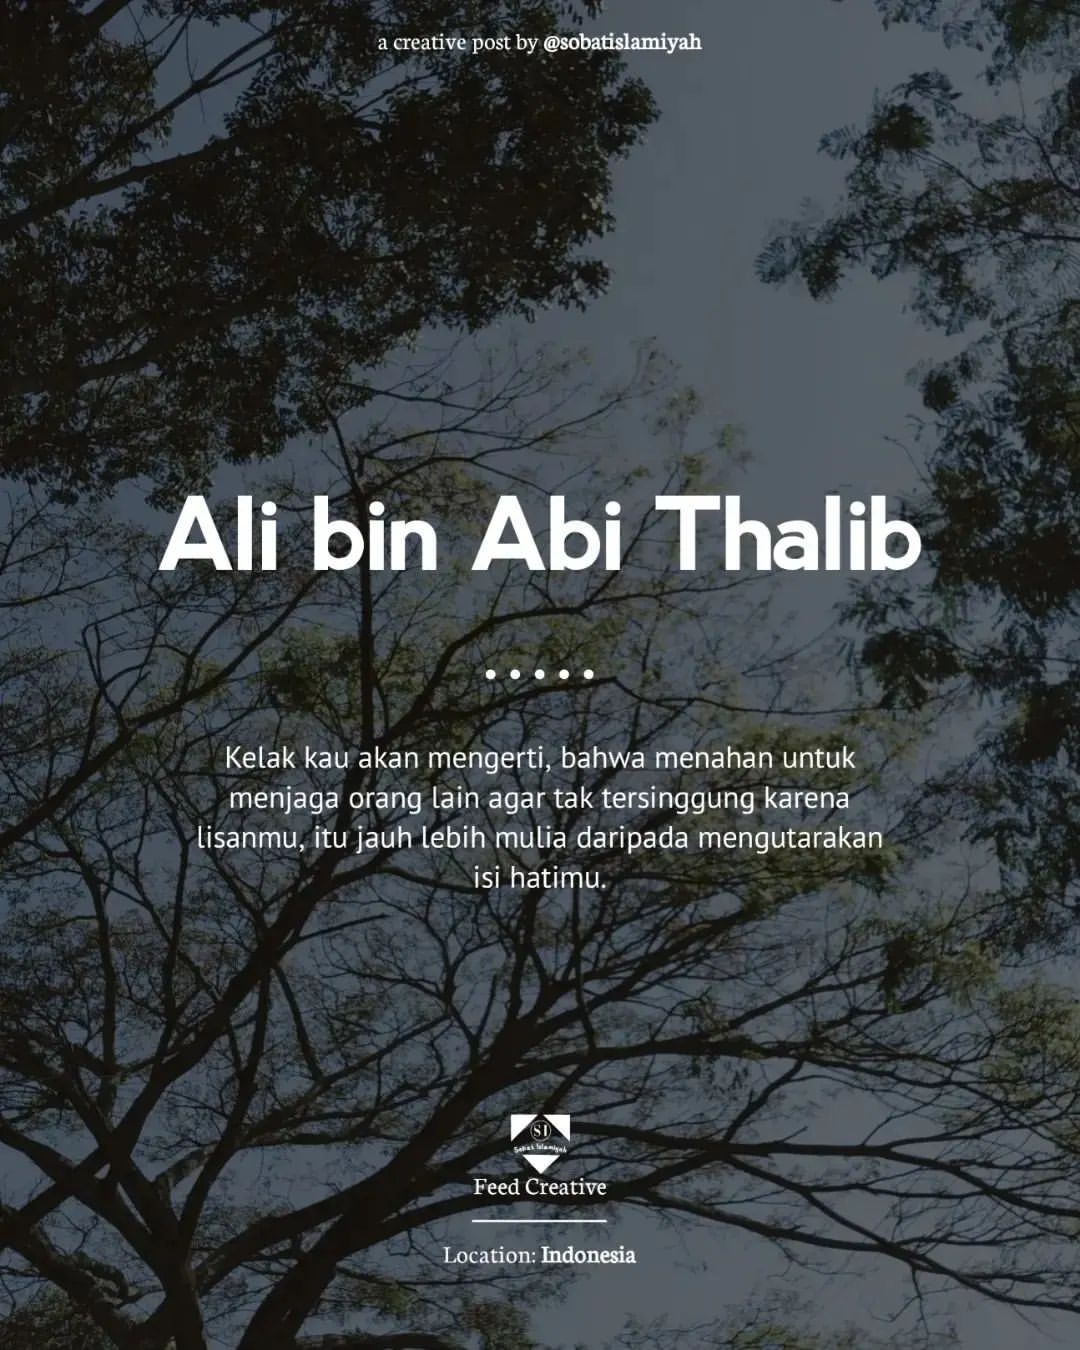 a creative post by @sobatislamiyah
Ali bin Abi Thalib
Kelak kau akan mengerti, bahwa menahan untuk
menjaga orang lain agar tak tersinggung karena
lisanmu, itu jauh lebih mulia daripada mengutarakan
isi hatimu.
SI
Sobat Islamiyah
Feed Creative
Location: Indonesia